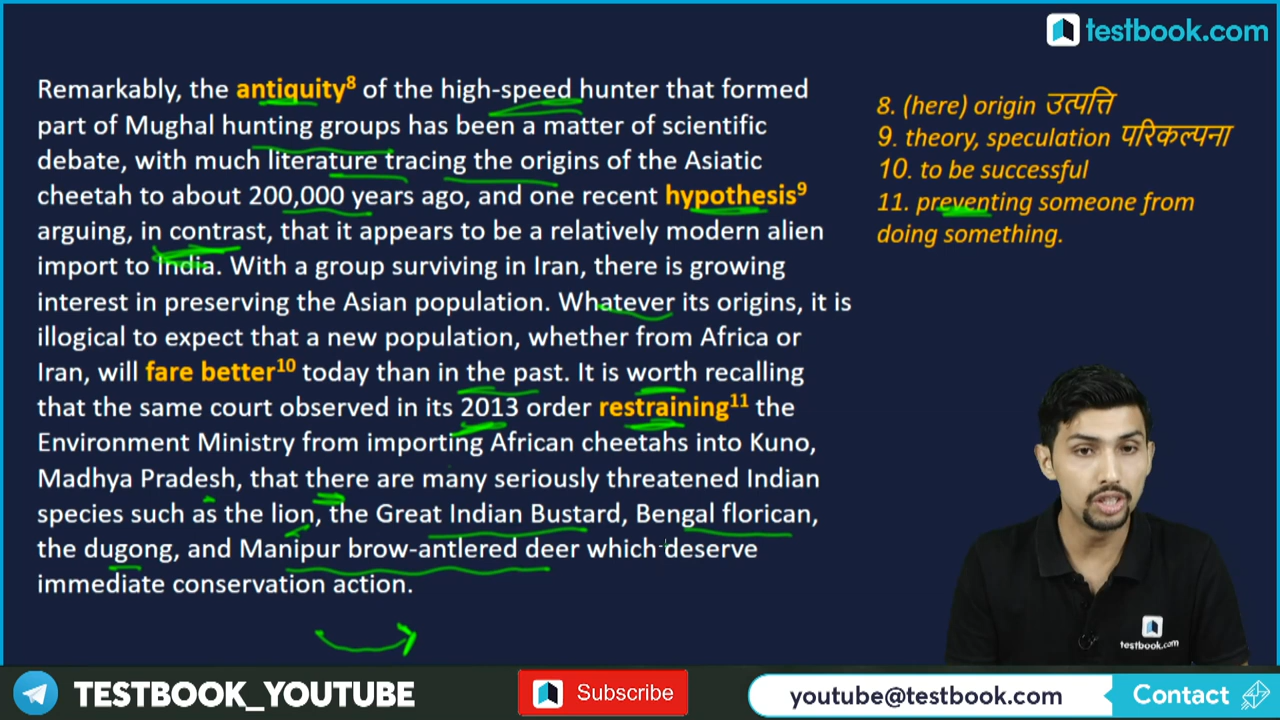 testbook.com
Remarkably, the antiquity⁸ of the high-speed hunter that formed
part of Mughal hunting groups has been a matter of scientific
debate, with much literature tracing the origins of the Asiatic
cheetah to about 200,000 years ago, and one recent hypothesis⁹
arguing, in contrast, that it appears to be a relatively modern alien
import to India. With a group surviving in Iran, there is growing
interest in preserving the Asian population. Whatever its origins, it is
illogical to expect that a new population, whether from Africa or
Iran, will fare better¹⁰ today than in the past. It is worth recalling
that the same court observed in its 2013 order restraining¹¹ the
Environment Ministry from importing African cheetahs into Kuno,
Madhya Pradesh, that there are many seriously threatened Indian
species such as the lion, the Great Indian Bustard, Bengal florican,
the dugong, and Manipur brow-antlered deer which deserve
immediate conservation action.
8. (here) origin उत्पत्ति
9. theory, speculation परिकल्पना
10. to be successful
11. preventing someone from
doing something.
testbook.com
TESTBOOK_YOUTUBE
Subscribe
youtube@testbook.com
Contact